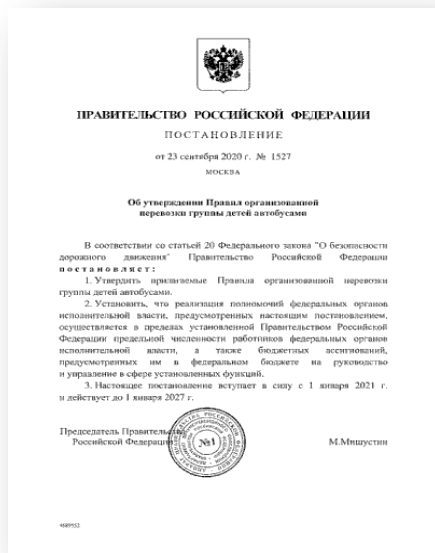 ПРАВИТЕЛЬСТВО РОССИЙСКОЙ ФЕДЕРАЦИИ
ПОСТАНОВЛЕНИЕ
от 23 сентября 2020 г. № 1527
МОСКВА
Об утверждении Правил организованной
перевозки группы детей автобусами
В соответствии со статьей 20 Федерального закона "О безопасности
дорожного движения" Правительство Российской Федерации
постановляет:
1. Утвердить прилагаемые Правила организованной перевозки
группы детей автобусами.
2. Установить, что реализация полномочий федеральных органов
исполнительной власти, предусмотренных настоящим постановлением,
осуществляется в пределах установленной Правительством Российской
Федерации предельной численности работников федеральных органов
исполнительной власти, а также бюджетных ассигнований,
предусмотренных им в федеральном бюджете на руководство
и управление в сфере установленных функций.
3. Настоящее постановление вступает в силу с 1 января 2021 г.
и действует до 1 января 2027 г.
Председатель Правительства
Российской Федерации
№1
М.Мишустин